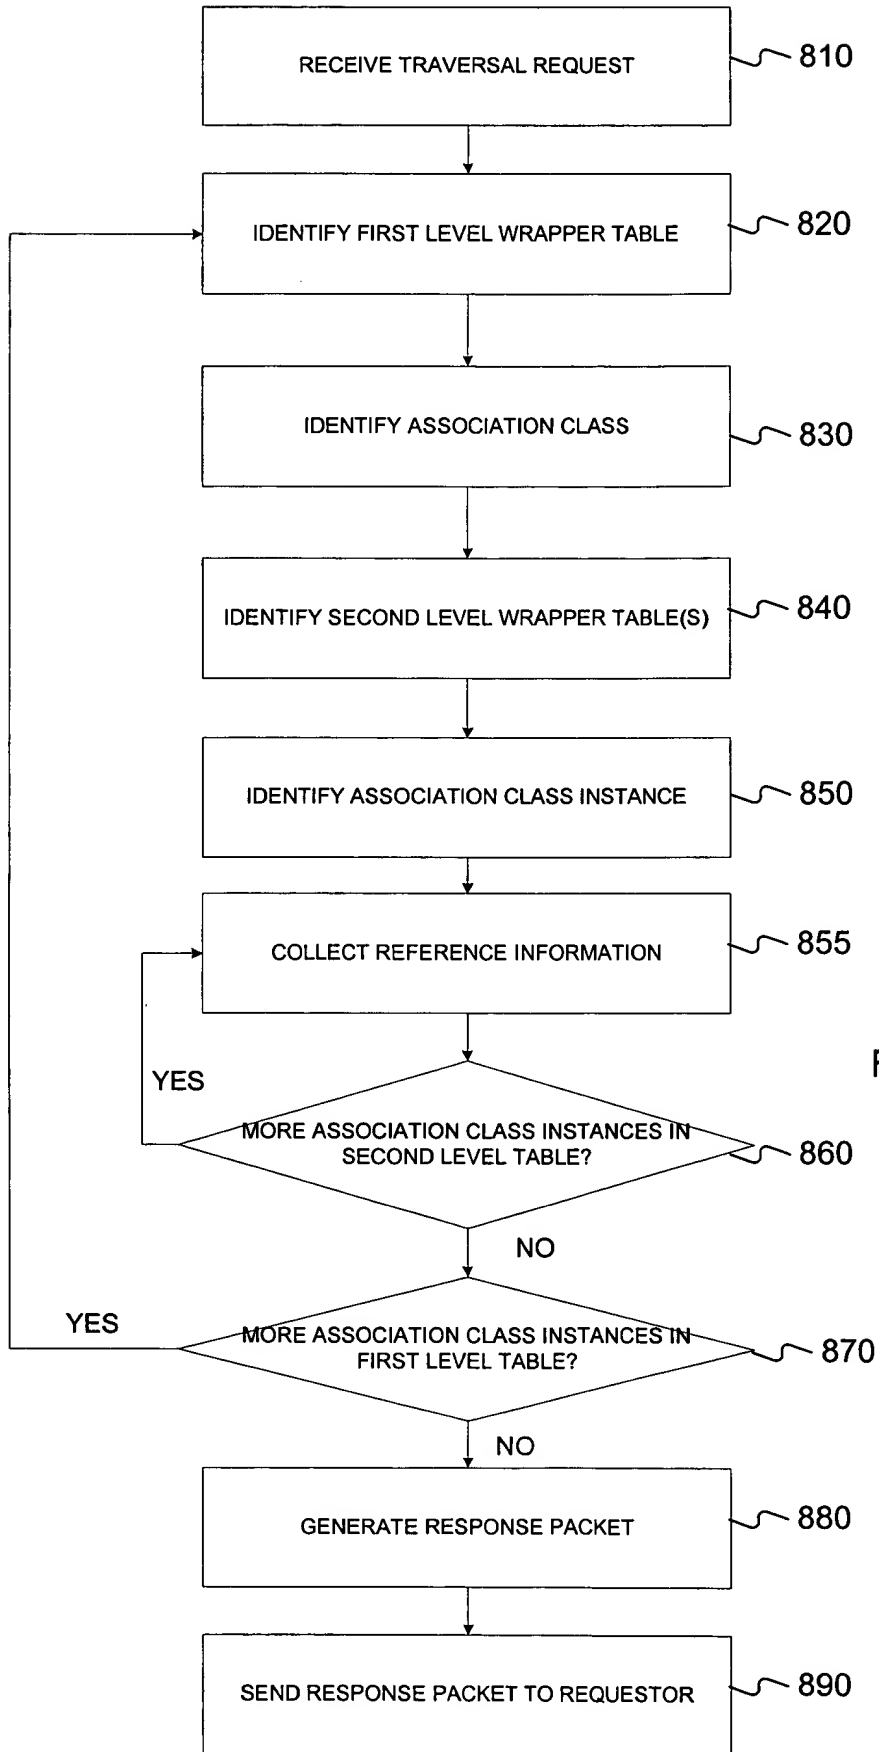 RECEIVE TRAVERSAL REQUEST
810
IDENTIFY FIRST LEVEL WRAPPER TABLE
820
IDENTIFY ASSOCIATION CLASS
830
IDENTIFY SECOND LEVEL WRAPPER TABLE(S)
840
IDENTIFY ASSOCIATION CLASS INSTANCE
850
COLLECT REFERENCE INFORMATION
855
YES
MORE ASSOCIATION CLASS INSTANCES IN
SECOND LEVEL TABLE?
860
NO
YES
MORE ASSOCIATION CLASS INSTANCES IN
FIRST LEVEL TABLE?
870
NO
GENERATE RESPONSE PACKET
880
SEND RESPONSE PACKET TO REQUESTOR
890